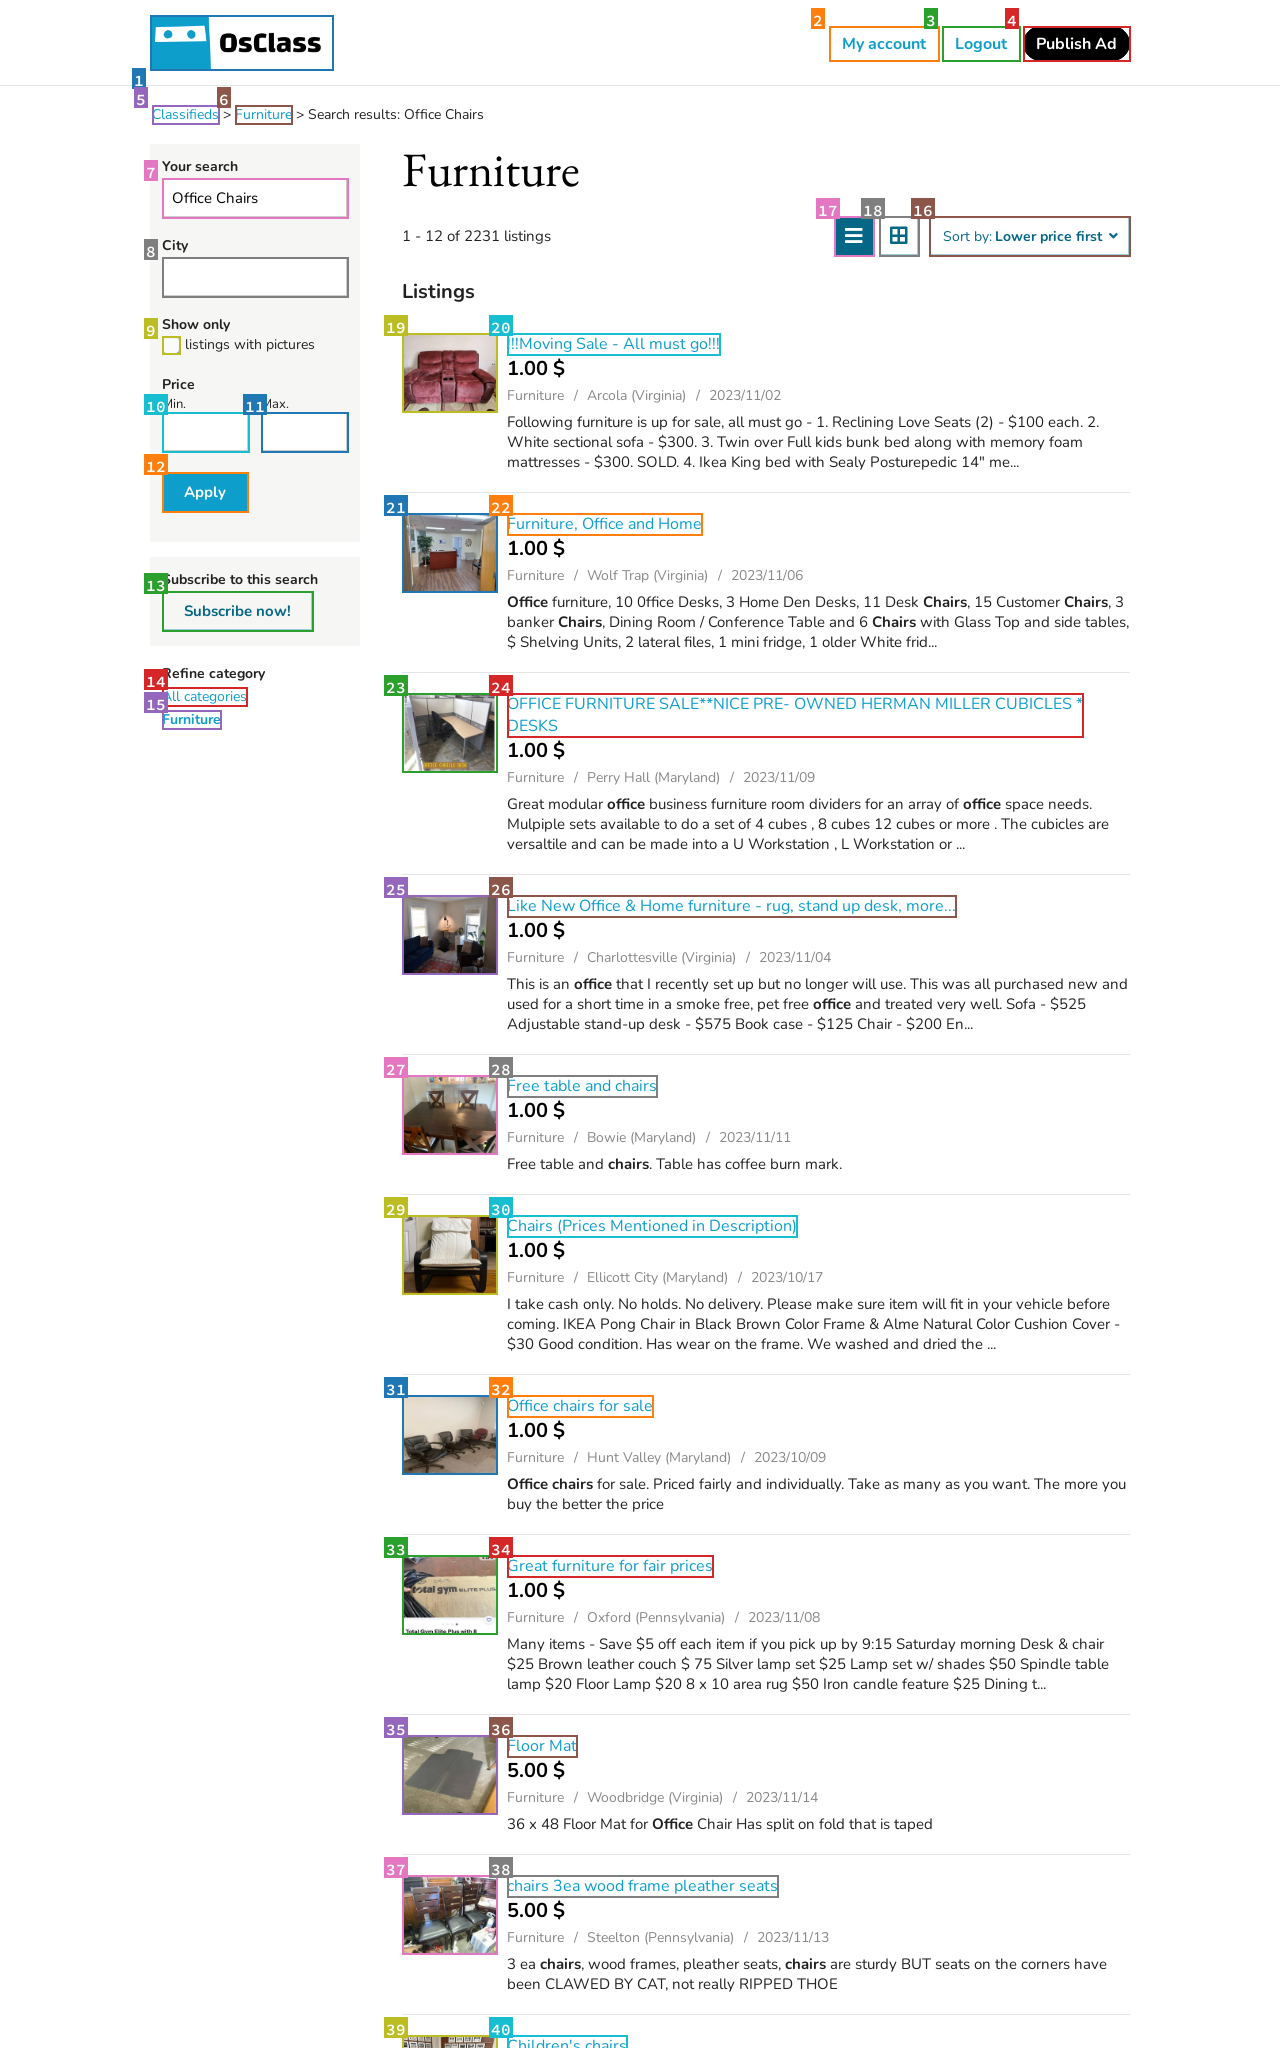 OsClass
2
3
4
My account
Logout
Publish Ad
1
5
6
Classifieds > Furniture > Search results: Office Chairs
7
Your search
Office Chairs
8
City
9
Show only
listings with pictures
Price
10
Min.
11
Max.
12
Apply
13
Subscribe to this search
Subscribe now!
14
Refine category
All categories
15
Furniture
Furniture
17
18
16
1 - 12 of 2231 listings
Sort by: Lower price first
Listings
19
20
!!!Moving Sale - All must go!!!
1.00 $
Furniture / Arcola (Virginia) / 2023/11/02
Following furniture is up for sale, all must go - 1. Reclining Love Seats (2) - $100 each. 2.
White sectional sofa - $300. 3. Twin over Full kids bunk bed along with memory foam
mattresses - $300. SOLD. 4. Ikea King bed with Sealy Posturepedic 14" me...
21
22
Furniture, Office and Home
1.00 $
Furniture / Wolf Trap (Virginia) / 2023/11/06
Office furniture, 10 0ffice Desks, 3 Home Den Desks, 11 Desk Chairs, 15 Customer Chairs, 3
banker Chairs, Dining Room / Conference Table and 6 Chairs with Glass Top and side tables,
$ Shelving Units, 2 lateral files, 1 mini fridge, 1 older White frid...
23
24
OFFICE FURNITURE SALE**NICE PRE- OWNED HERMAN MILLER CUBICLES *
DESKS
1.00 $
Furniture / Perry Hall (Maryland) / 2023/11/09
Great modular office business furniture room dividers for an array of office space needs.
Mulpiple sets available to do a set of 4 cubes , 8 cubes 12 cubes or more . The cubicles are
versaltile and can be made into a U Workstation , L Workstation or ...
25
26
Like New Office & Home furniture - rug, stand up desk, more...
1.00 $
Furniture / Charlottesville (Virginia) / 2023/11/04
This is an office that I recently set up but no longer will use. This was all purchased new and
used for a short time in a smoke free, pet free office and treated very well. Sofa - $525
Adjustable stand-up desk - $575 Book case - $125 Chair - $200 En...
27
28
Free table and chairs
1.00 $
Furniture / Bowie (Maryland) / 2023/11/11
Free table and chairs. Table has coffee burn mark.
29
30
Chairs (Prices Mentioned in Description)
1.00 $
Furniture / Ellicott City (Maryland) / 2023/10/17
I take cash only. No holds. No delivery. Please make sure item will fit in your vehicle before
coming. IKEA Pong Chair in Black Brown Color Frame & Alme Natural Color Cushion Cover -
$30 Good condition. Has wear on the frame. We washed and dried the ...
31
32
Office chairs for sale
1.00 $
Furniture / Hunt Valley (Maryland) / 2023/10/09
Office chairs for sale. Priced fairly and individually. Take as many as you want. The more you
buy the better the price
33
34
total gym ELITE PLUS
Total Gym Elite Plus with 8
Great furniture for fair prices
1.00 $
Furniture / Oxford (Pennsylvania) / 2023/11/08
Many items - Save $5 off each item if you pick up by 9:15 Saturday morning Desk & chair
$25 Brown leather couch $ 75 Silver lamp set $25 Lamp set w/ shades $50 Spindle table
lamp $20 Floor Lamp $20 8 x 10 area rug $50 Iron candle feature $25 Dining t...
35
36
Floor Mat
5.00 $
Furniture / Woodbridge (Virginia) / 2023/11/14
36 x 48 Floor Mat for Office Chair Has split on fold that is taped
37
38
chairs 3ea wood frame pleather seats
5.00 $
Furniture / Steelton (Pennsylvania) / 2023/11/13
3 ea chairs, wood frames, pleather seats, chairs are sturdy BUT seats on the corners have
been CLAWED BY CAT, not really RIPPED THOE
39
40
Children's chairs